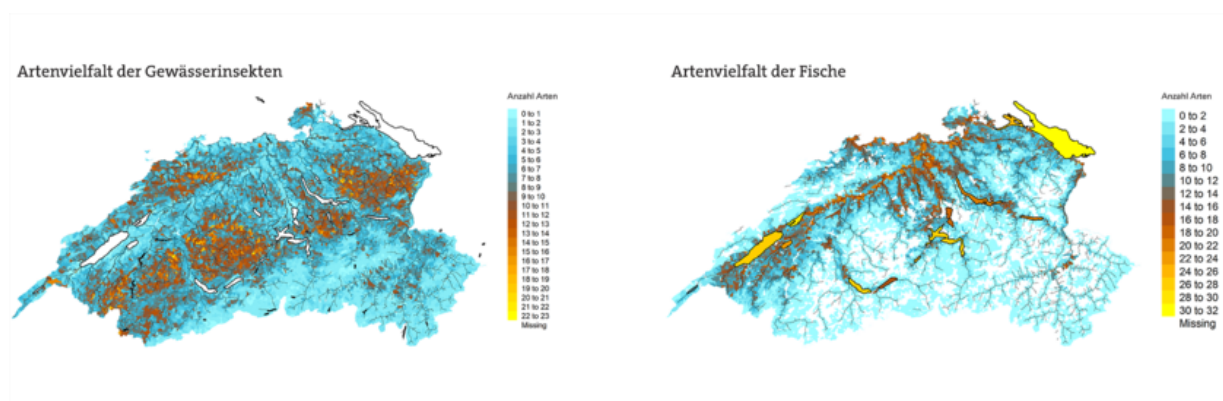 Artenvielfalt der Gewässerinsekten
Anzahl Arten
0 to 1
1 to 2
2 to 3
3 to 4
4 to 5
5 to 6
6 to 7
7 to 8
8 to 9
9 to 10
10 to 11
11 to 12
12 to 13
13 to 14
14 to 15
15 to 16
16 to 17
17 to 18
18 to 19
19 to 20
20 to 21
21 to 22
22 to 23
Missing
Artenvielfalt der Fische
Anzahl Arten
0 to 2
2 to 4
4 to 6
6 to 8
8 to 10
10 to 12
12 to 14
14 to 16
16 to 18
18 to 20
20 to 22
22 to 24
24 to 26
26 to 28
28 to 30
30 to 32
Missing